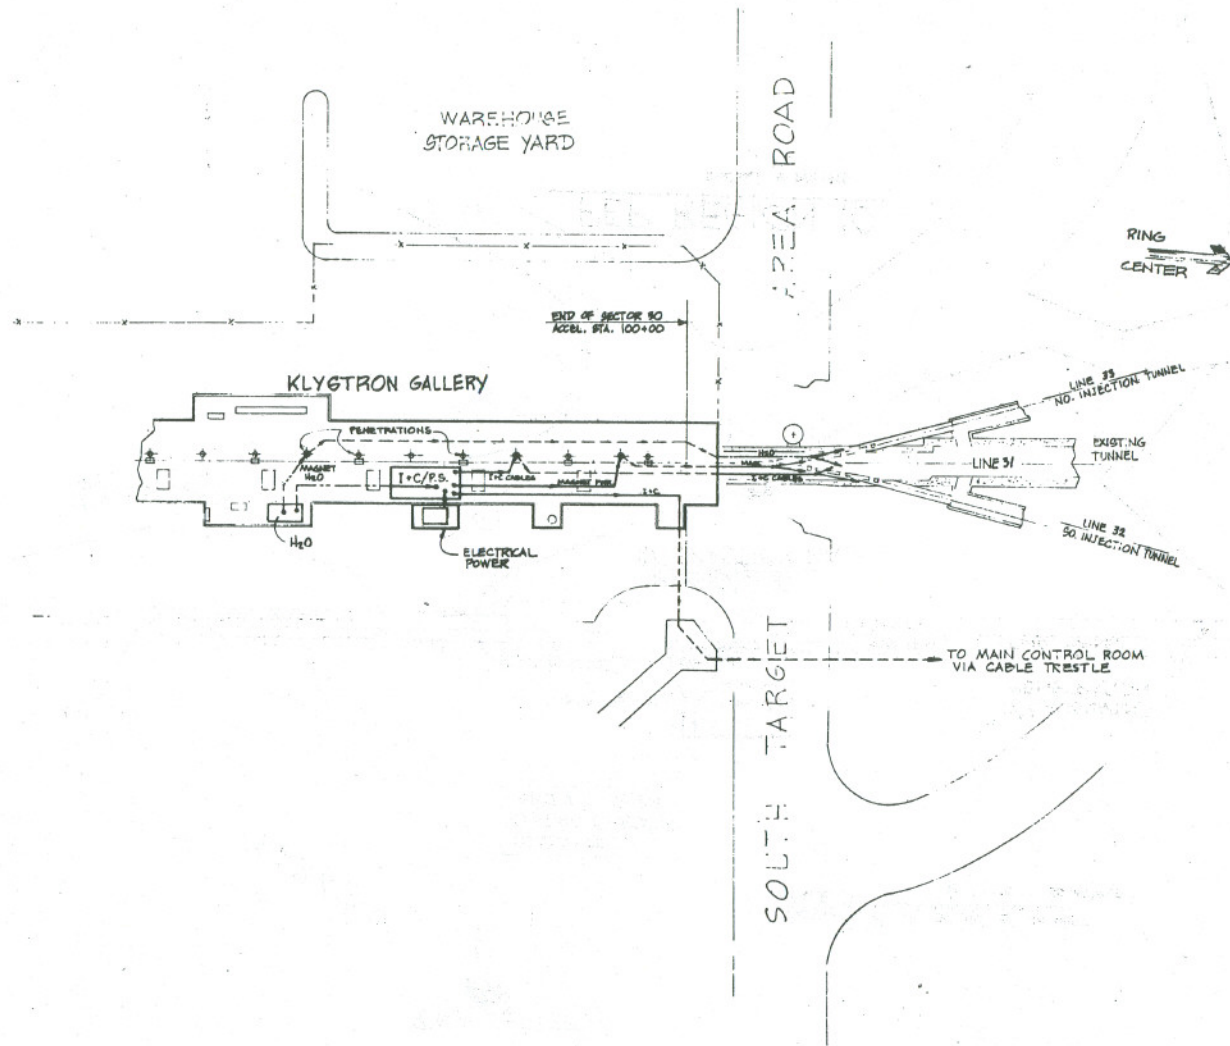 WAREHOUSE
STORAGE YARD
AREA ROAD
RING
CENTER
END OF SECTOR 30
ACCEL. STA. 100+00
KLYSTRON GALLERY
LINE 33
NO. INJECTION TUNNEL
PENETRATIONS
EXISTING
TUNNEL
H2O
LINE 31
MAGNET
H2O
I+C/P.S.
I+C CABLES
MAGNET PWR.
I+C CABLES
I+C
LINE 32
SO. INJECTION TUNNEL
H2O
ELECTRICAL
POWER
TO MAIN CONTROL ROOM
VIA CABLE TRESTLE
SOUTH TARGET